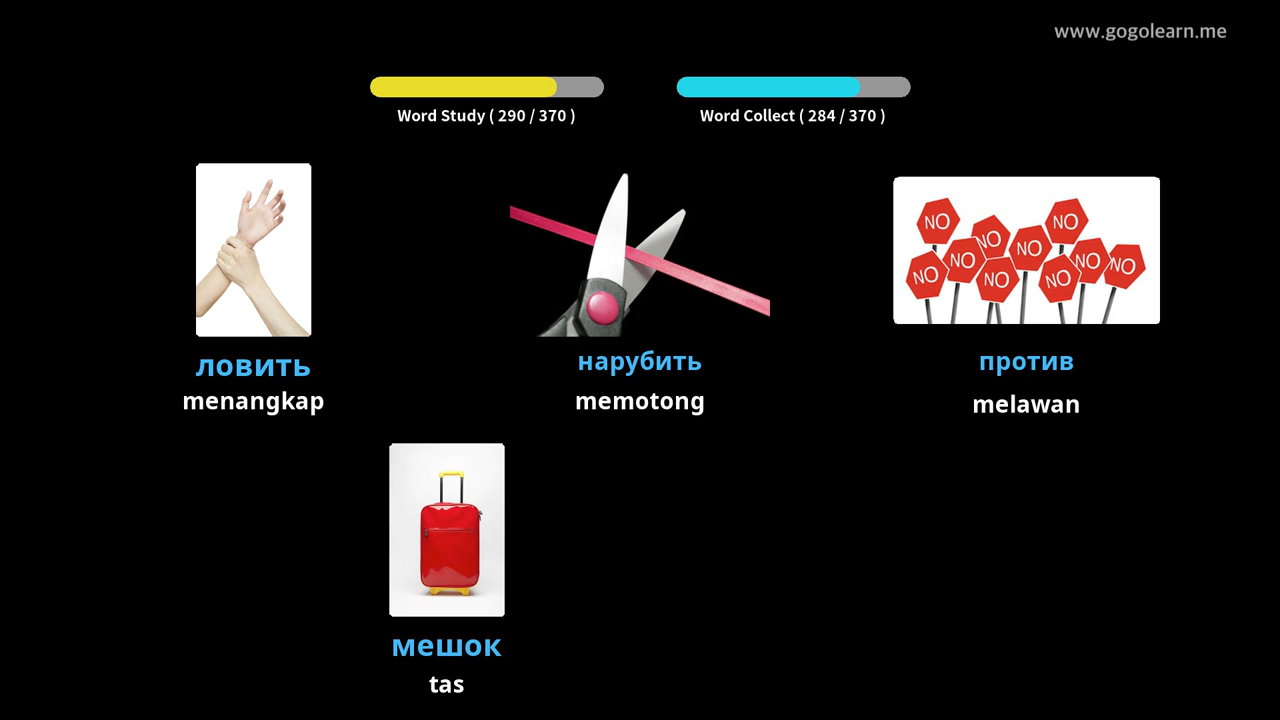 www.gogolearn.me
Word Study ( 290 / 370 )
Word Collect ( 284 / 370 )
NO
NO
NO
NO
NO
NO
NO
NO
NO
NO
ловить
menangkap
нарубить
memotong
против
melawan
мешок
tas